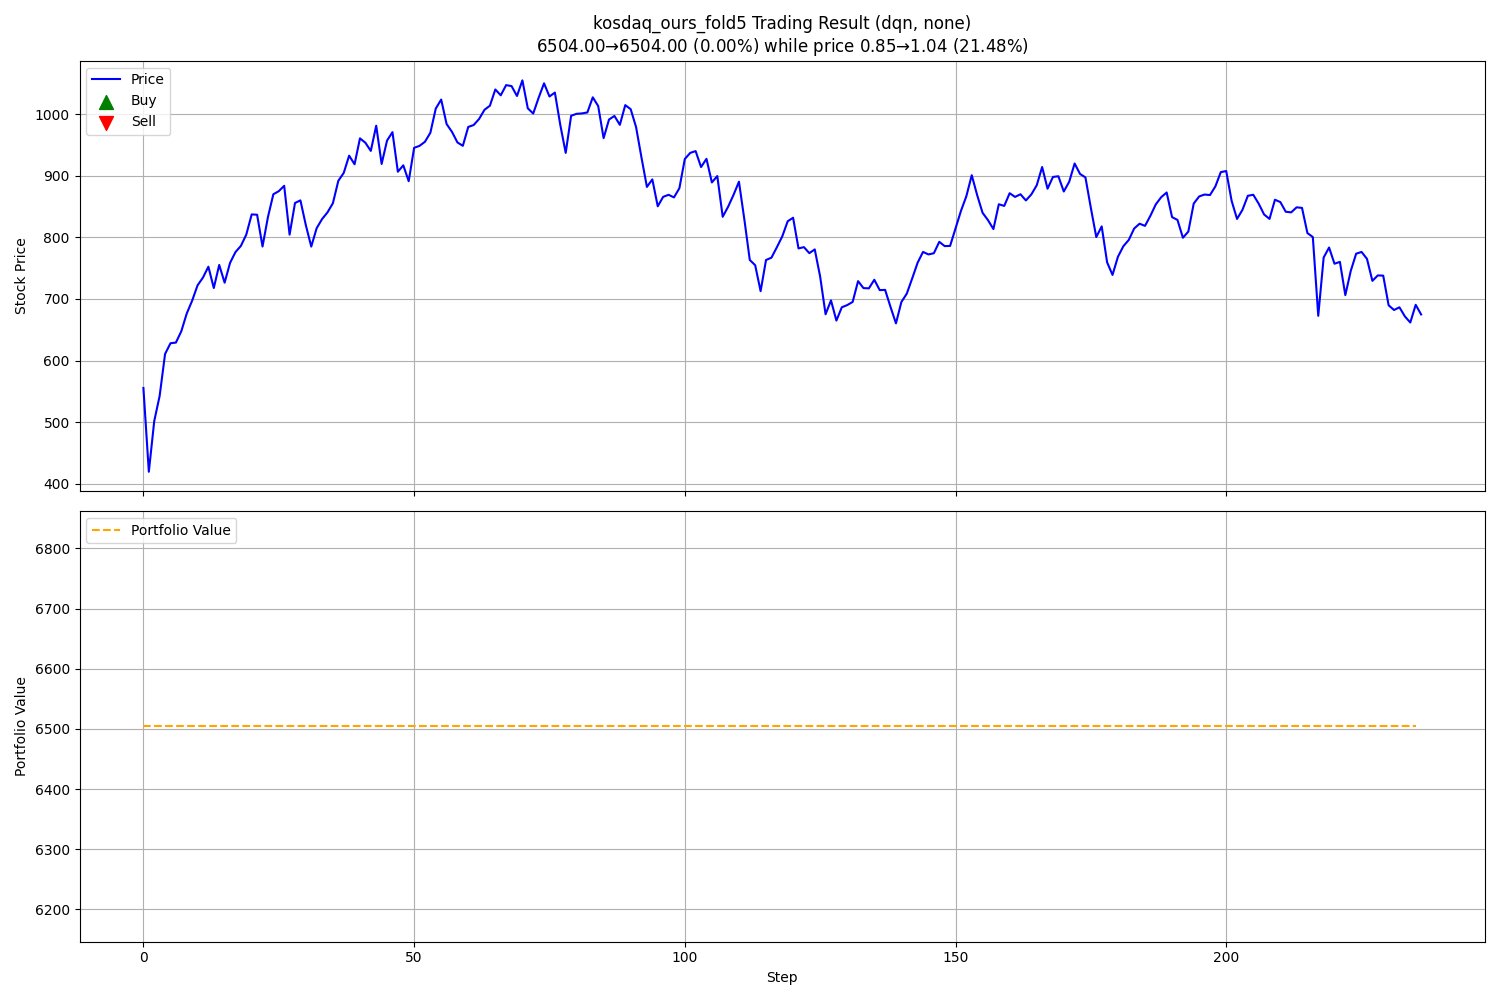 kosdaq_ours_fold5 Trading Result (dqn, none)
6504.00→6504.00 (0.00%) while price 0.85→1.04 (21.48%)
Price
Buy
Sell
Stock Price
1000
900
800
700
600
500
400
Portfolio Value
Portfolio Value
6800
6700
6600
6500
6400
6300
6200
0
50
100
150
200
Step